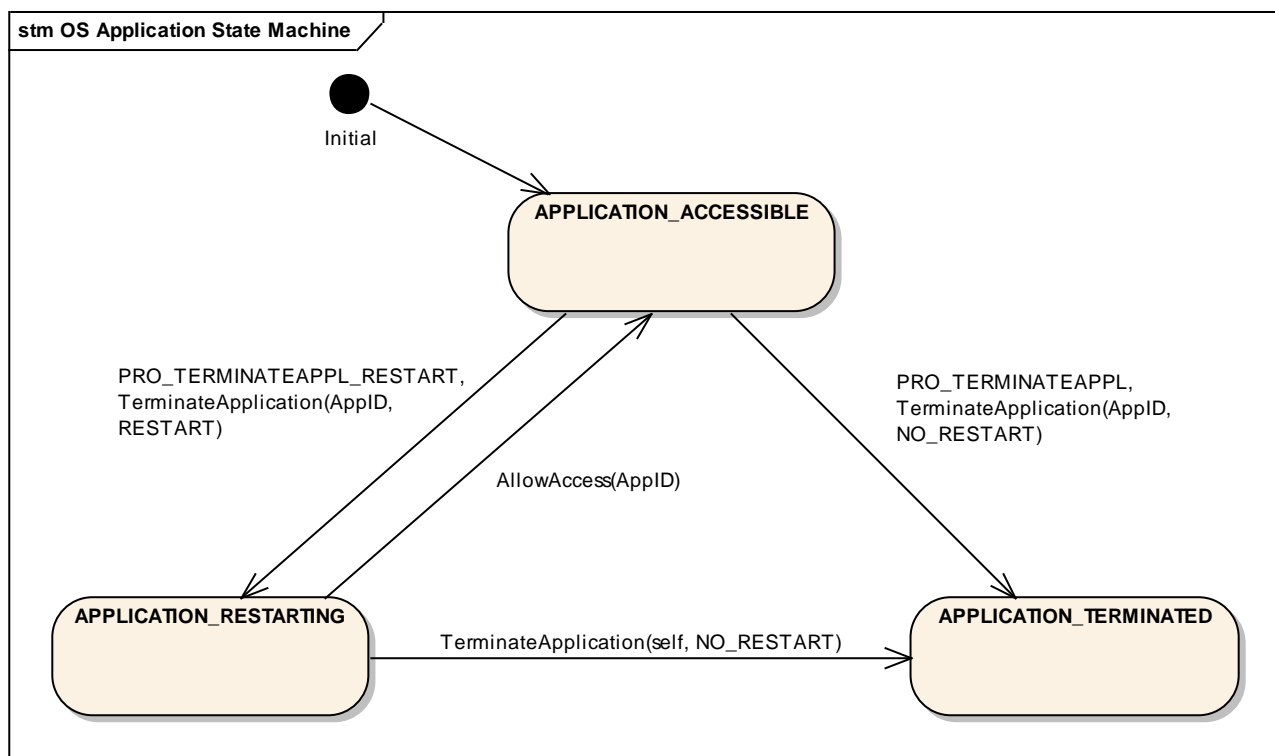 stm OS Application State Machine
Initial
APPLICATION_ACCESSIBLE
PRO_TERMINATEAPPL_RESTART,
TerminateApplication(AppID,
RESTART)
PRO_TERMINATEAPPL,
TerminateApplication(AppID,
NO_RESTART)
AllowAccess(AppID)
APPLICATION_RESTARTING
TerminateApplication(self, NO_RESTART)
APPLICATION_TERMINATED